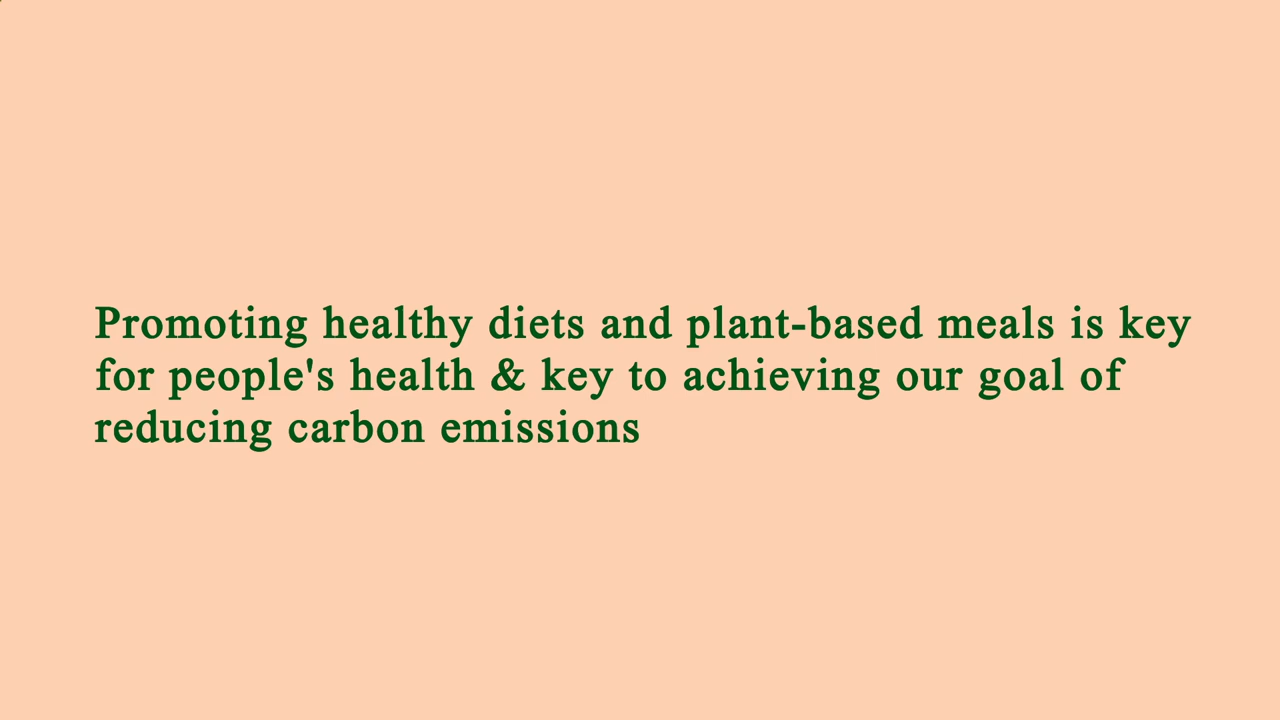 Promoting healthy diets and plant-based meals is key
for people's health & key to achieving our goal of
reducing carbon emissions